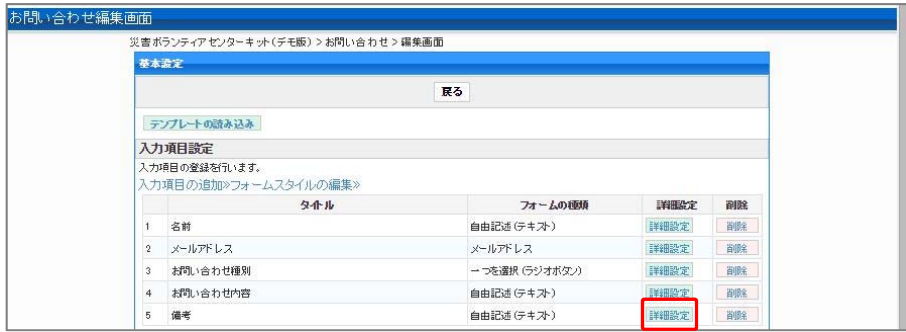 お問い合わせ編集画面
災害ボランティアセンターキット(デモ版) > お問い合わせ > 編集画面
基本設定
戻る
テンプレートの読み込み
入力項目設定
入力項目の登録を行います。
入力項目の追加»フォームスタイルの編集»
タイトル フォームの種類 詳細設定 削除
1 名前 自由記述(テキスト) 詳細設定 削除
2 メールアドレス メールアドレス 詳細設定 削除
3 お問い合わせ種別 一つを選択(ラジオボタン) 詳細設定 削除
4 お問い合わせ内容 自由記述(テキスト) 詳細設定 削除
5 備考 自由記述(テキスト) 詳細設定 削除